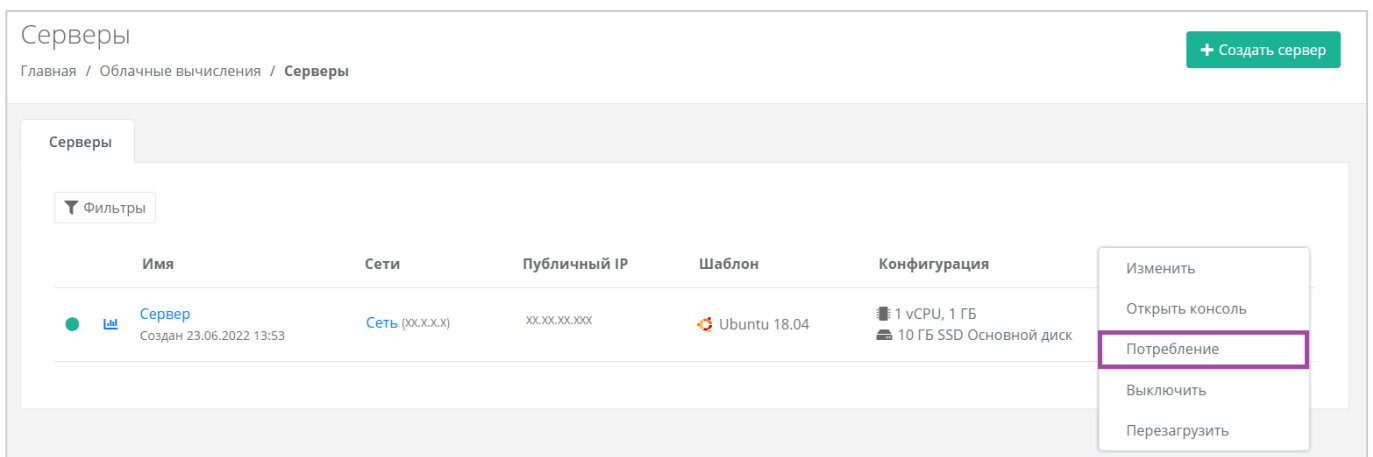 Серверы
+ Создать сервер
Главная / Облачные вычисления / Серверы
Серверы
Фильтры
Имя Сети Публичный IP Шаблон Конфигурация
Сервер
Создан 23.06.2022 13:53
Сеть (XX.X.X.X)
XX.XX.XX.XXX
Ubuntu 18.04
1 vCPU, 1 ГБ
10 ГБ SSD Основной диск
Изменить
Открыть консоль
Потребление
Выключить
Перезагрузить